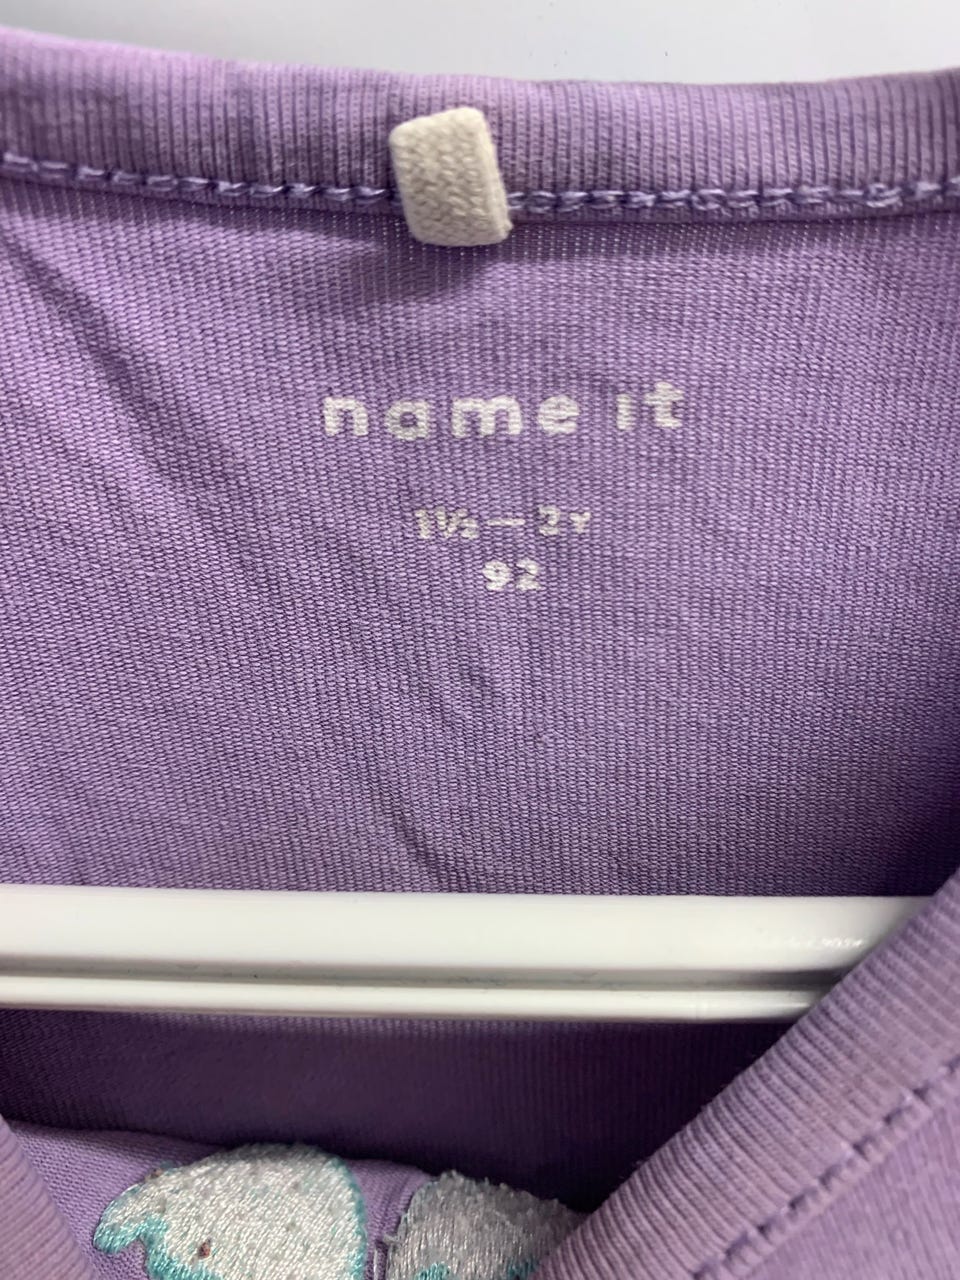 name it
1½ — 2Y
92